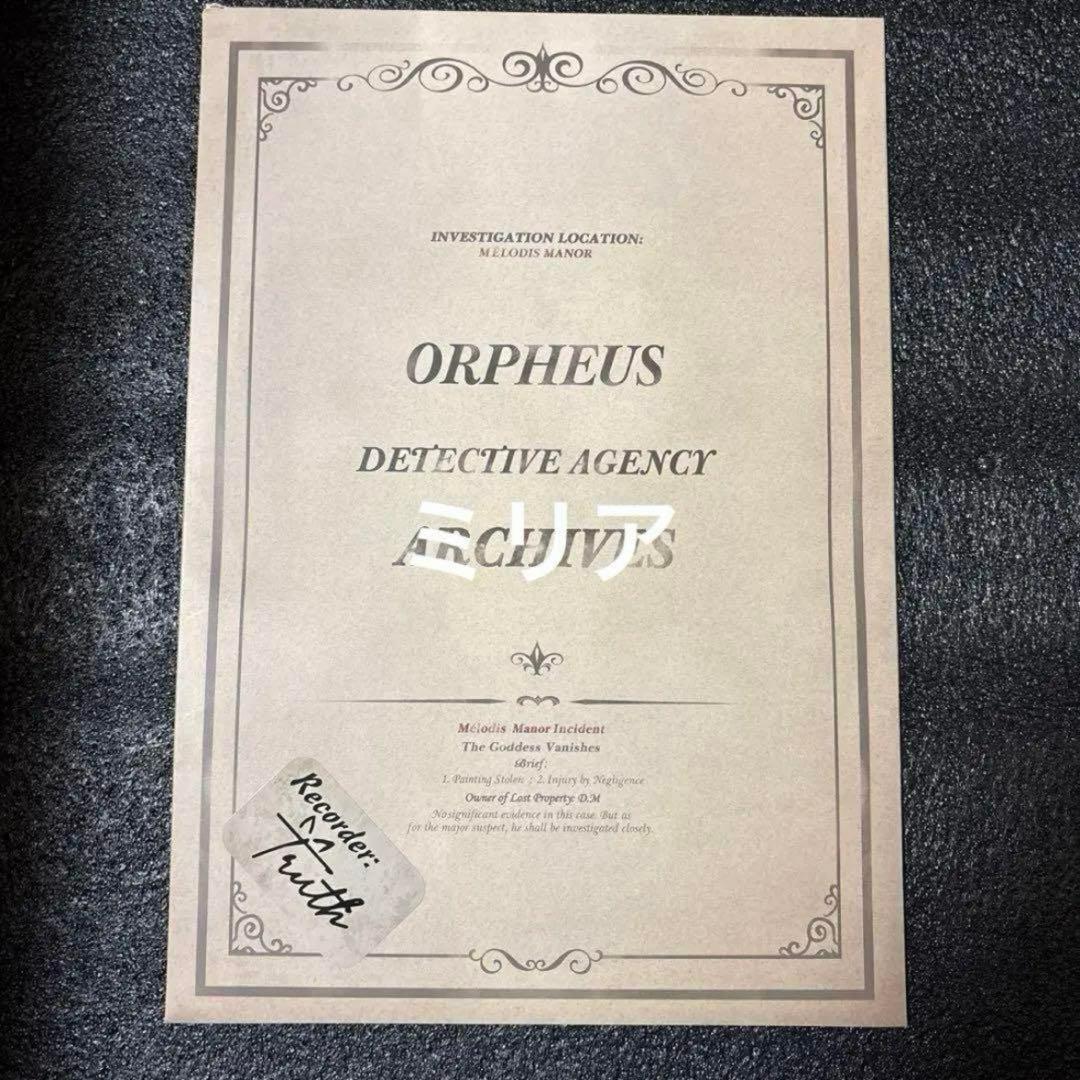 INVESTIGATION LOCATION:
MÉLODIS MANOR
ORPHEUS
DETECTIVE AGENCY
ARCHIVES
ミリア
Mélodis Manor Incident
The Goddess Vanishes
Brief:
1. Painting Stolen ; 2. Injury by Negligence
Owner of Lost Property: D.M
No significant evidence in this case. But as
for the major suspect, he shall be investigated closely.
Recorder:
Truth